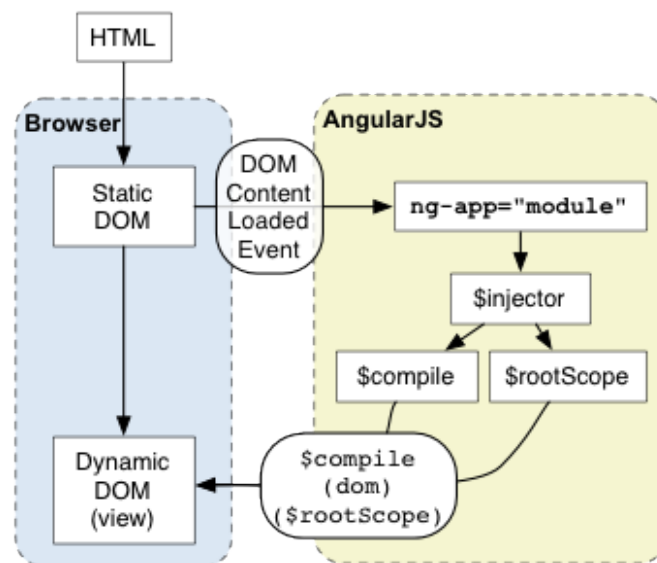 HTML
Browser
AngularJS
Static
DOM
DOM
Content
Loaded
Event
ng-app="module"
$injector
$compile
$rootScope
Dynamic
DOM
(view)
$compile
(dom)
($rootScope)